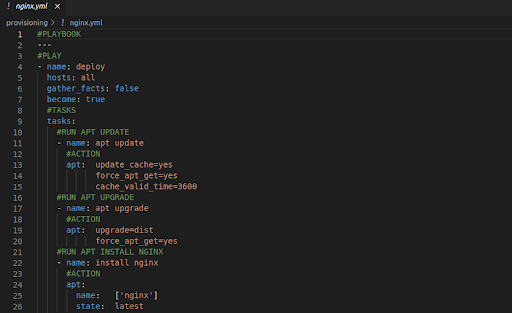 ! nginx.yml ×
provisioning > ! nginx.yml
1 #PLAYBOOK
2 ---
3 #PLAY
4 - name: deploy
5 hosts: all
6 gather_facts: false
7 become: true
8 #TASKS
9 tasks:
10 #RUN APT UPDATE
11 - name: apt update
12 #ACTION
13 apt: update_cache=yes
14 force_apt_get=yes
15 cache_valid_time=3600
16 #RUN APT UPGRADE
17 - name: apt upgrade
18 #ACTION
19 apt: upgrade=dist
20 force_apt_get=yes
21 #RUN APT INSTALL NGINX
22 - name: install nginx
23 #ACTION
24 apt:
25 name: ['nginx']
26 state: latest